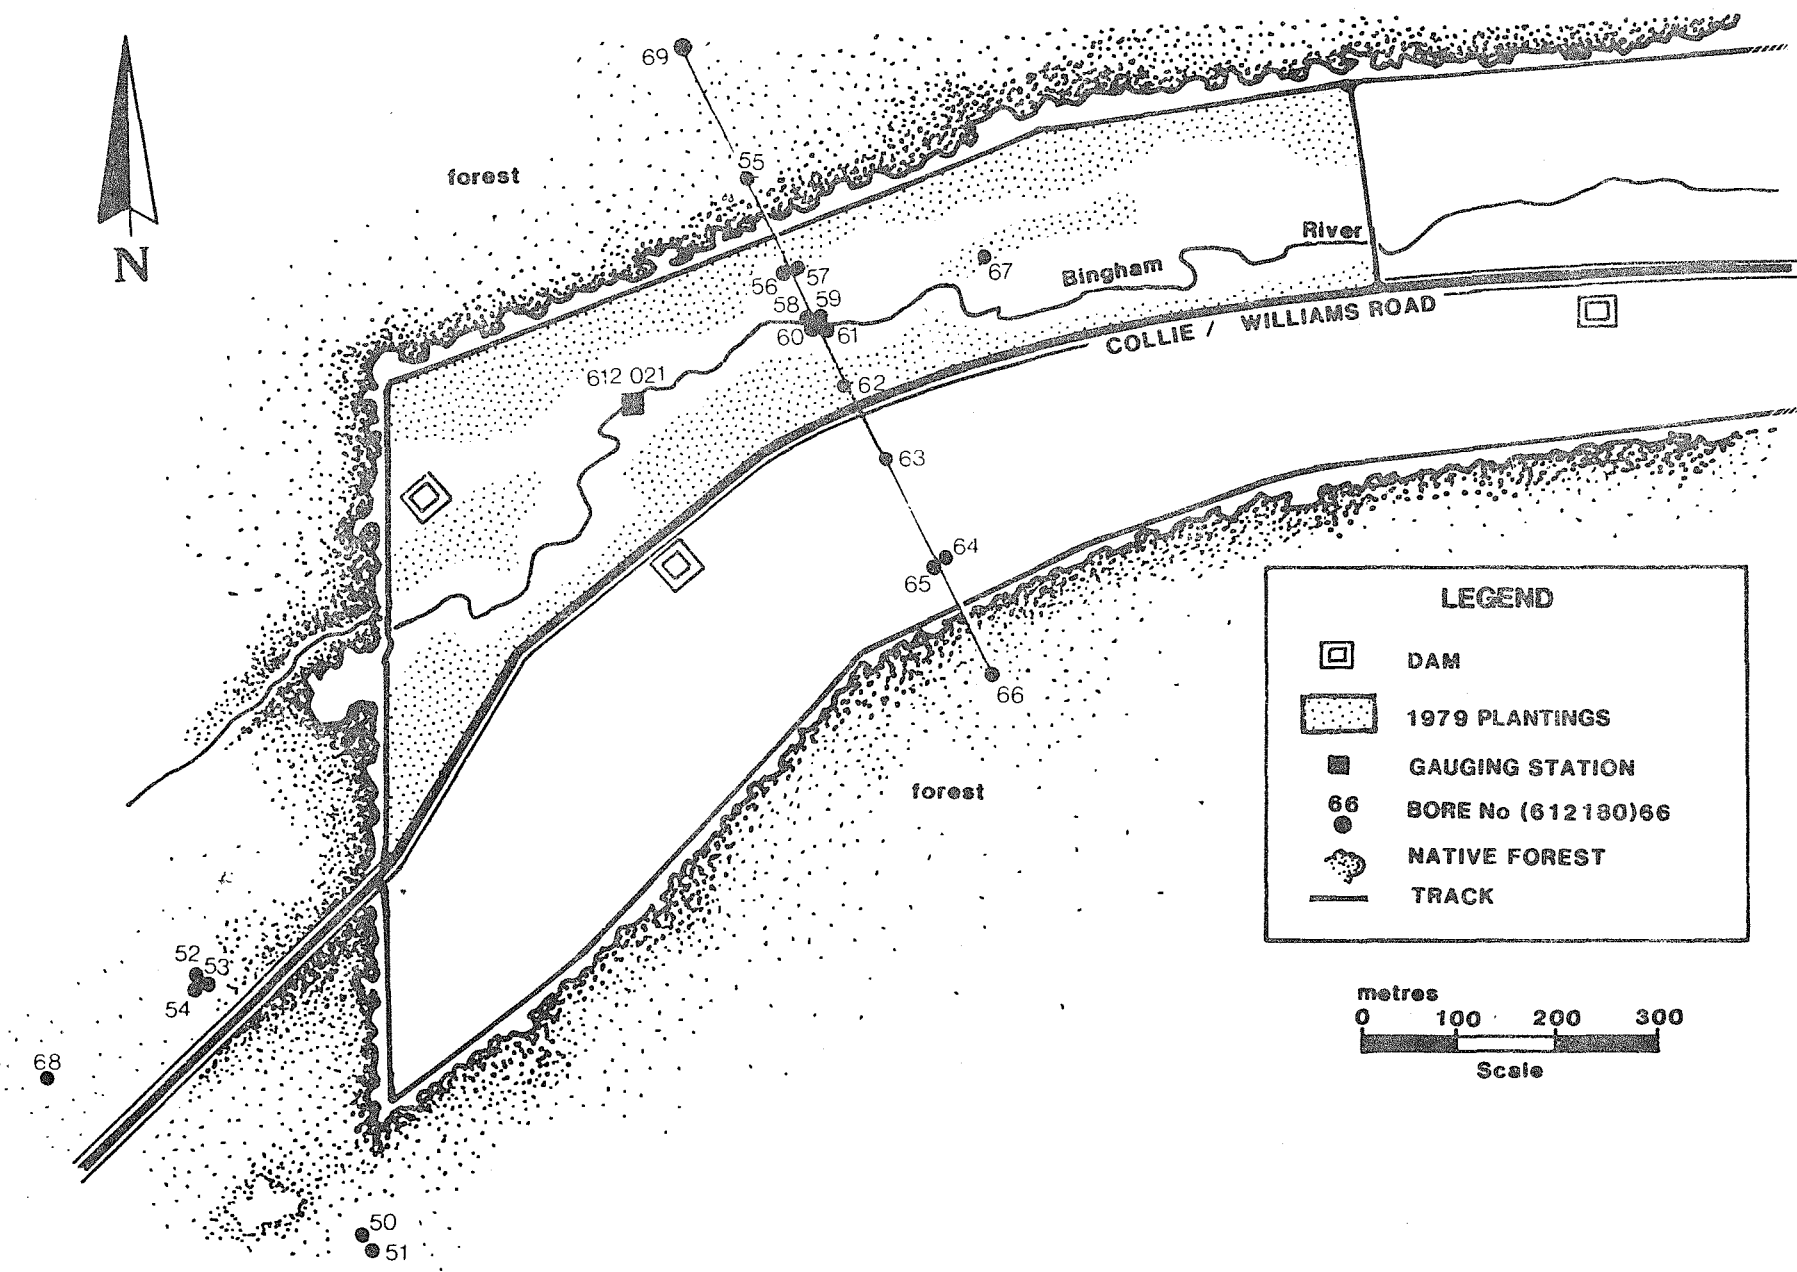 69
55
forest
N
57
56
67
River
Bingham
58
59
60
61
COLLIE / WILLIAMS ROAD
612 021
62
63
64
65
66
forest
LEGEND
DAM
1979 PLANTINGS
GAUGING STATION
66
BORE No (612180)66
NATIVE FOREST
TRACK
52
53
54
68
50
51
metres
0 100 200 300
Scale